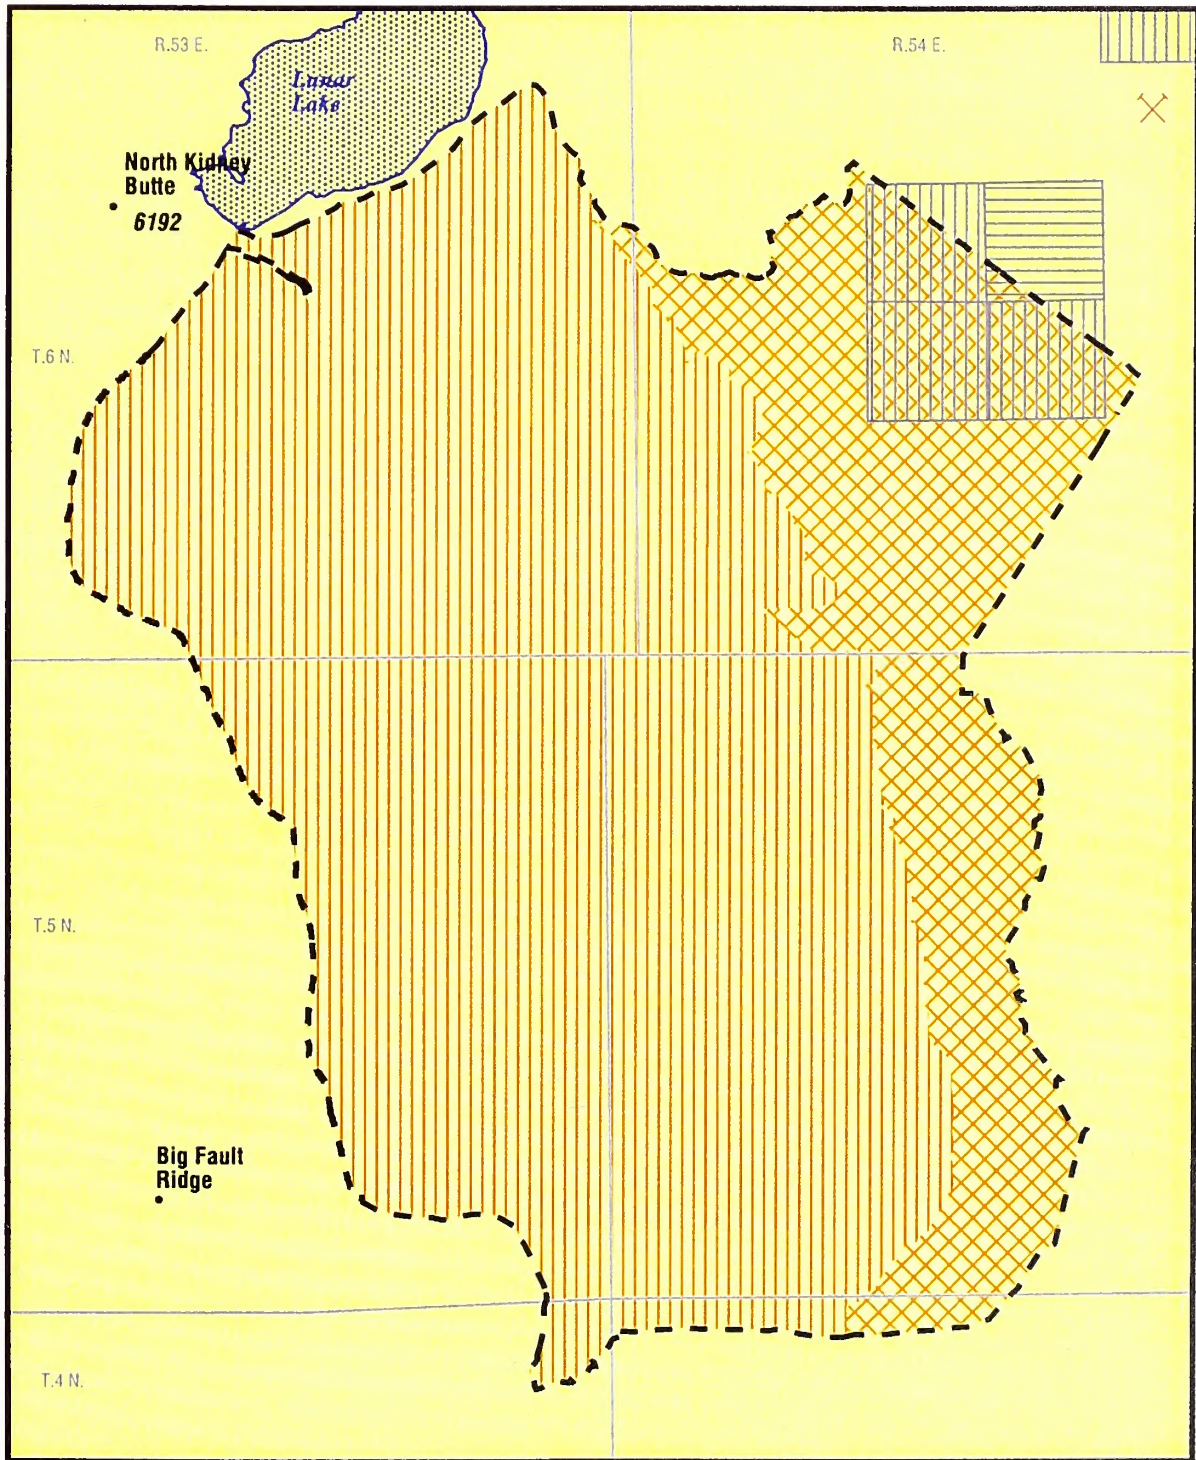 R.53 E.
R.54 E.
Lunar
Lake
North Kidney
Butte
6192
T.6 N.
T.5 N.
Big Fault
Ridge
T.4 N.